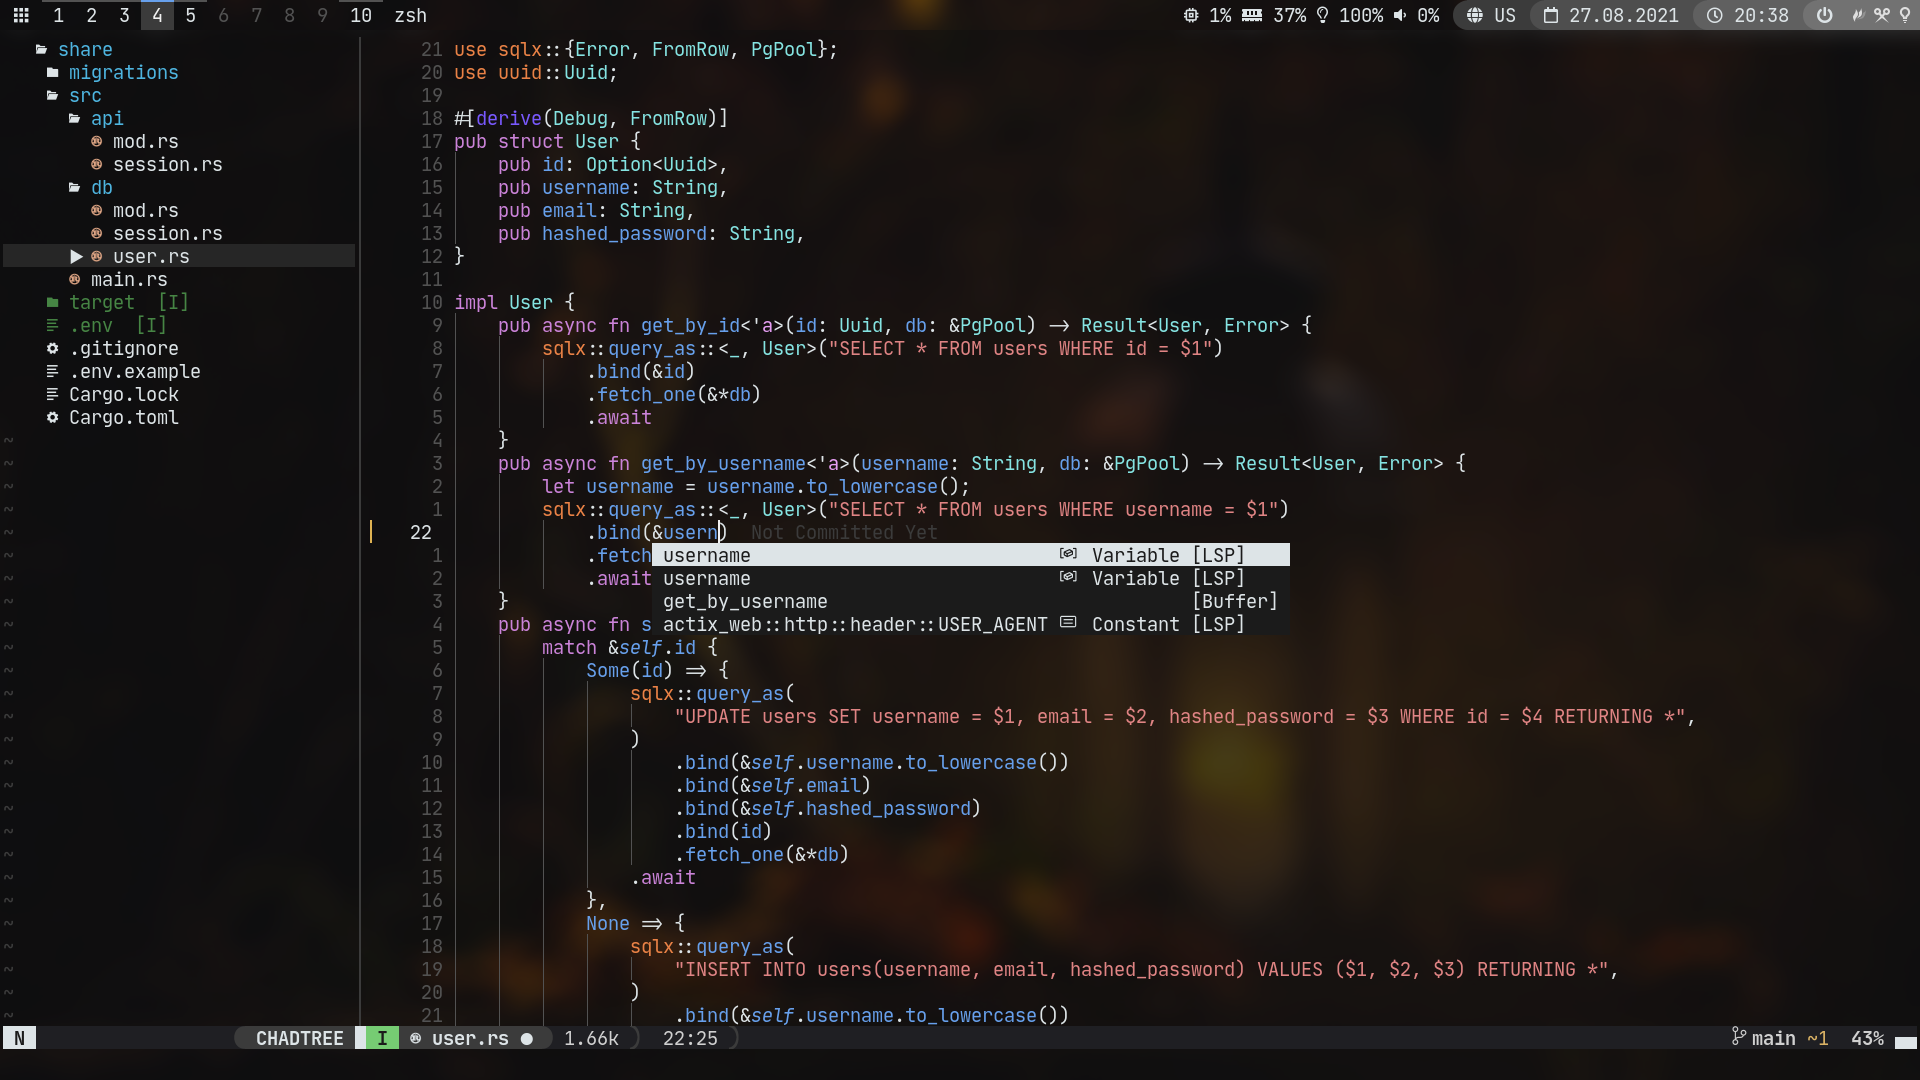 1 2 3 4 5 6 7 8 9 10 zsh 1% 37% 100% 0% US 27.08.2021 20:38
share
migrations
src
api
mod.rs
session.rs
db
mod.rs
session.rs
user.rs
main.rs
target [I]
.env [I]
.gitignore
.env.example
Cargo.lock
Cargo.toml
21 use sqlx::{Error, FromRow, PgPool};
20 use uuid::Uuid;
19
18 #[derive(Debug, FromRow)]
17 pub struct User {
16 pub id: Option<Uuid>,
15 pub username: String,
14 pub email: String,
13 pub hashed_password: String,
12 }
11
10 impl User {
9 pub async fn get_by_id<'a>(id: Uuid, db: &PgPool) -> Result<User, Error> {
8 sqlx::query_as::<_, User>("SELECT * FROM users WHERE id = $1")
7 .bind(&id)
6 .fetch_one(&*db)
5 .await
4 }
3 pub async fn get_by_username<'a>(username: String, db: &PgPool) -> Result<User, Error> {
2 let username = username.to_lowercase();
1 sqlx::query_as::<_, User>("SELECT * FROM users WHERE username = $1")
22 .bind(&usern) Not Committed Yet
1 .fetch username Variable [LSP]
2 .await username Variable [LSP]
3 } get_by_username [Buffer]
4 pub async fn s actix_web::http::header::USER_AGENT Constant [LSP]
5 match &self.id {
6 Some(id) => {
7 sqlx::query_as(
8 "UPDATE users SET username = $1, email = $2, hashed_password = $3 WHERE id = $4 RETURNING *",
9 )
10 .bind(&self.username.to_lowercase())
11 .bind(&self.email)
12 .bind(&self.hashed_password)
13 .bind(id)
14 .fetch_one(&*db)
15 .await
16 },
17 None => {
18 sqlx::query_as(
19 "INSERT INTO users(username, email, hashed_password) VALUES ($1, $2, $3) RETURNING *",
20 )
21 .bind(&self.username.to_lowercase())
N CHADTREE I user.rs ● 1.66k 22:25 main ~1 43%